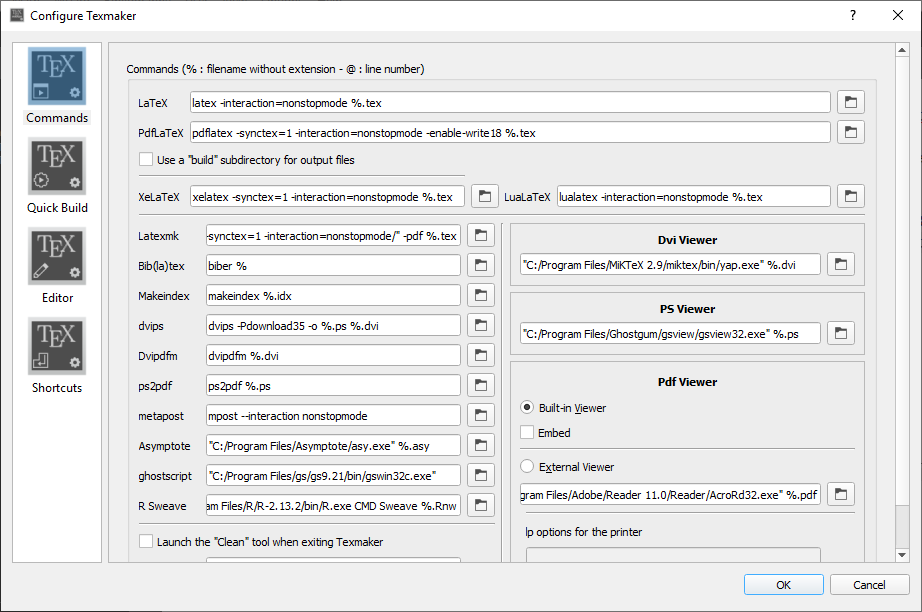 Configure Texmaker
?
TEX
Commands
TEX
Quick Build
TEX
Editor
TEX
Shortcuts
Commands (% : filename without extension - @ : line number)
LaTeX latex -interaction=nonstopmode %.tex
PdfLaTeX pdflatex -synctex=1 -interaction=nonstopmode -enable-write18 %.tex
Use a "build" subdirectory for output files
XeLaTeX xelatex -synctex=1 -interaction=nonstopmode %.tex LuaLaTeX lualatex -interaction=nonstopmode %.tex
Latexmk -synctex=1 -interaction=nonstopmode/" -pdf %.tex
Bib(la)tex biber %
Makeindex makeindex %.idx
dvips dvips -Pdownload35 -o %.ps %.dvi
Dvipdfm dvipdfm %.dvi
ps2pdf ps2pdf %.ps
metapost mpost --interaction nonstopmode
Asymptote "C:/Program Files/Asymptote/asy.exe" %.asy
ghostscript "C:/Program Files/gs/gs9.21/bin/gswin32c.exe"
R Sweave am Files/R/R-2.13.2/bin/R.exe CMD Sweave %.Rnw
Launch the "Clean" tool when exiting Texmaker
Dvi Viewer
"C:/Program Files/MiKTeX 2.9/miktex/bin/yap.exe" %.dvi
PS Viewer
"C:/Program Files/Ghostgum/gsview/gsview32.exe" %.ps
Pdf Viewer
Built-in Viewer
Embed
External Viewer
gram Files/Adobe/Reader 11.0/Reader/AcroRd32.exe" %.pdf
lp options for the printer
OK
Cancel